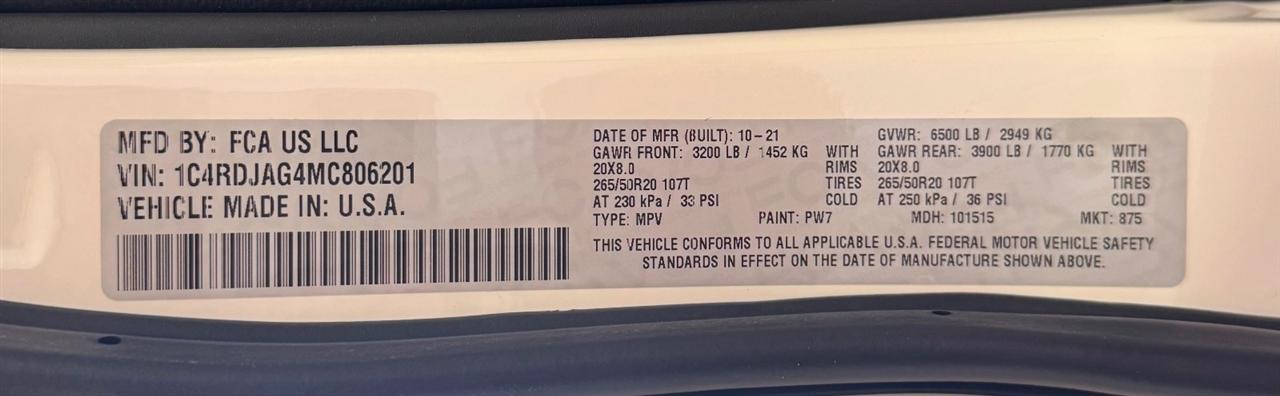 MFD BY: FCA US LLC
VIN: 1C4RDJAG4MC806201
VEHICLE MADE IN: U.S.A.
DATE OF MFR (BUILT): 10-21 GVWR: 6500 LB / 2949 KG
GAWR FRONT: 3200 LB / 1452 KG WITH GAWR REAR: 3900 LB / 1770 KG WITH
20X8.0 RIMS 20X8.0 RIMS
265/50R20 107T TIRES 265/50R20 107T TIRES
AT 230 kPa / 33 PSI COLD AT 250 kPa / 36 PSI COLD
TYPE: MPV PAINT: PW7 MDH: 101515 MKT: 875
THIS VEHICLE CONFORMS TO ALL APPLICABLE U.S.A. FEDERAL MOTOR VEHICLE SAFETY
STANDARDS IN EFFECT ON THE DATE OF MANUFACTURE SHOWN ABOVE.